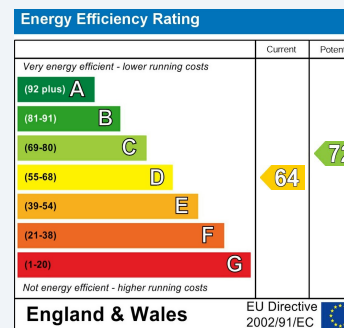 Energy Efficiency Rating
Current
Very energy efficient - lower running costs
(92 plus) A
(81-91) B
(69-80) C
(55-68) D
64
(39-54) E
(21-38) F
(1-20) G
Not energy efficient - higher running costs
England & Wales
EU Directive
2002/91/EC